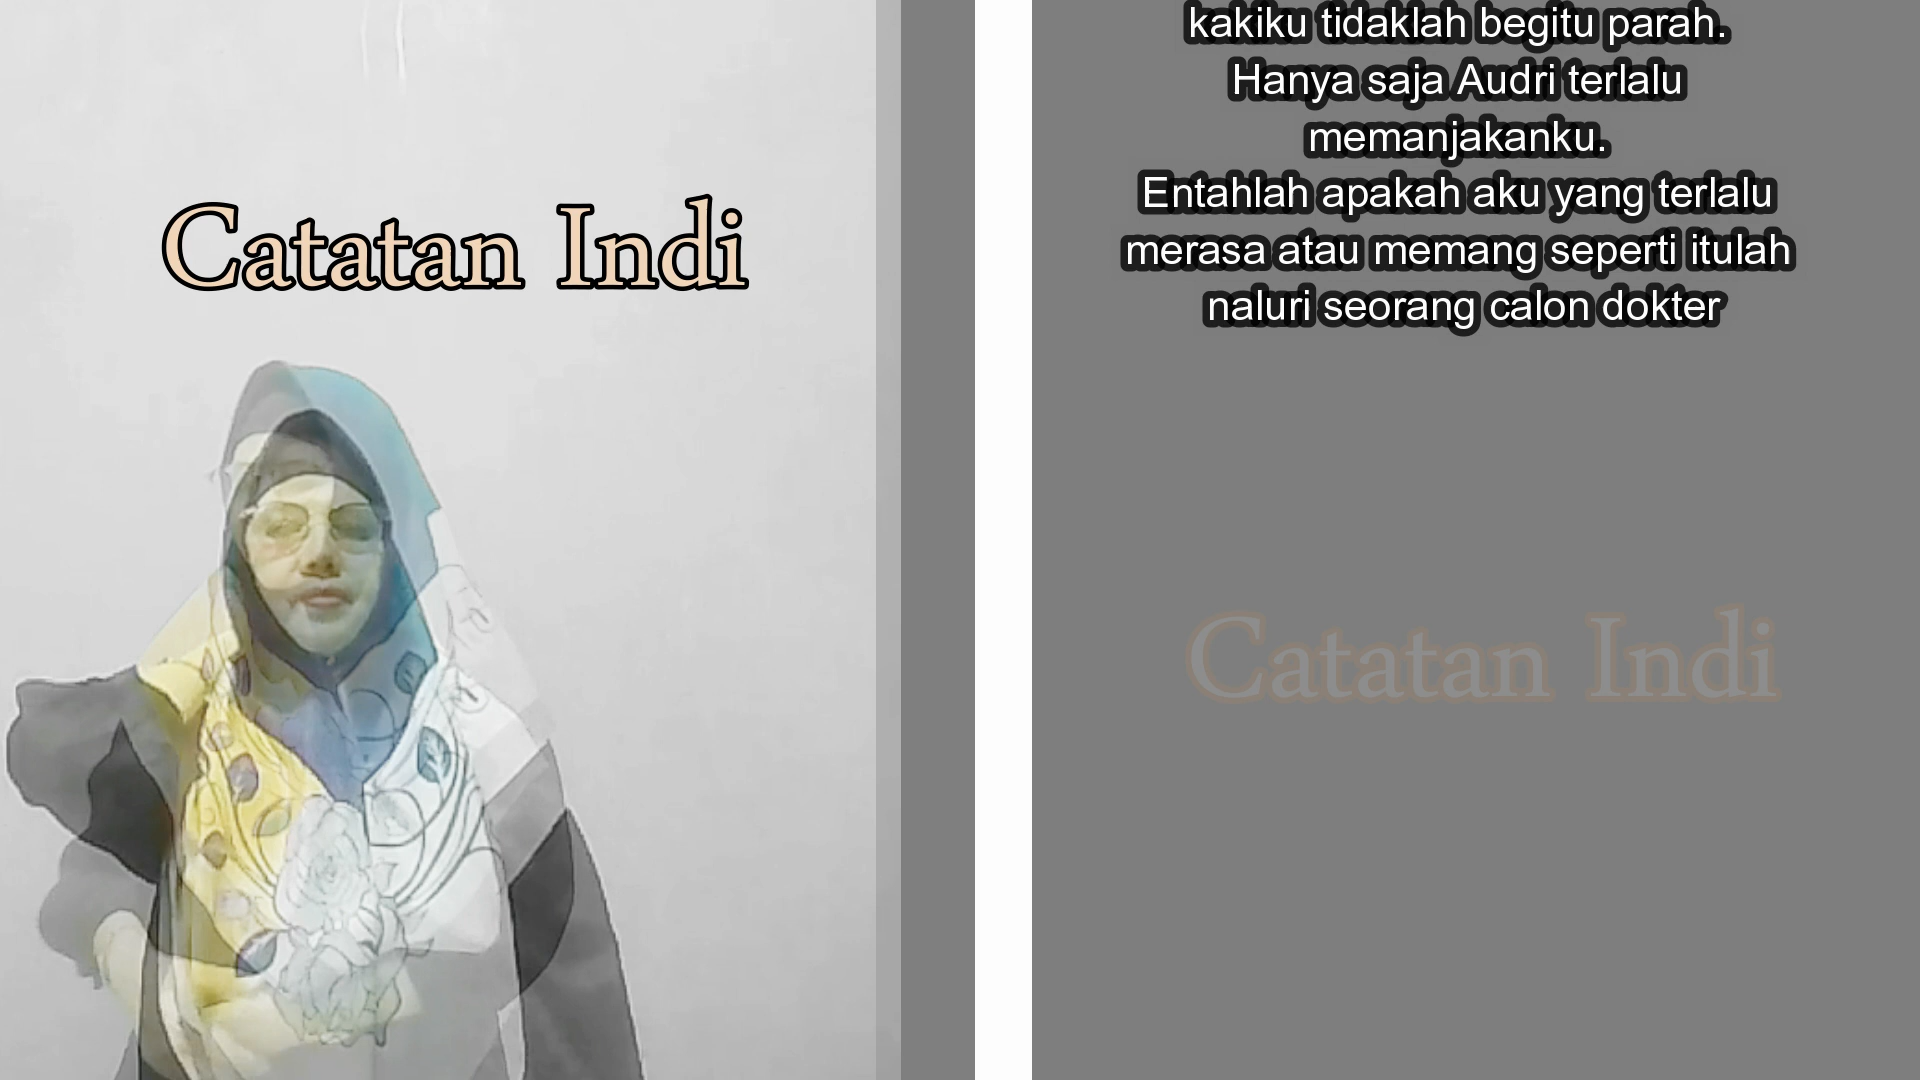 Catatan Indi
kakiku tidaklah begitu parah.
Hanya saja Audri terlalu
memanjakanku.
Entahlah apakah aku yang terlalu
merasa atau memang seperti itulah
naluri seorang calon dokter
Catatan Indi